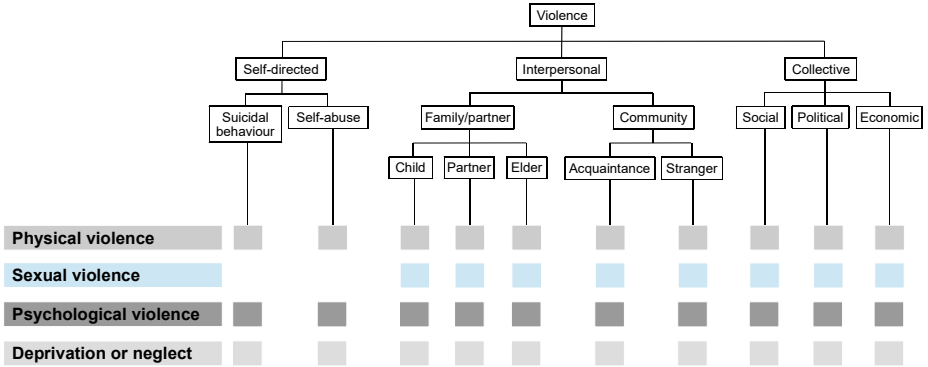 Violence
Self-directed
Interpersonal
Collective
Suicidal
behaviour
Self-abuse
Family/partner
Community
Social
Political
Economic
Child
Partner
Elder
Acquaintance
Stranger
Physical violence
Sexual violence
Psychological violence
Deprivation or neglect